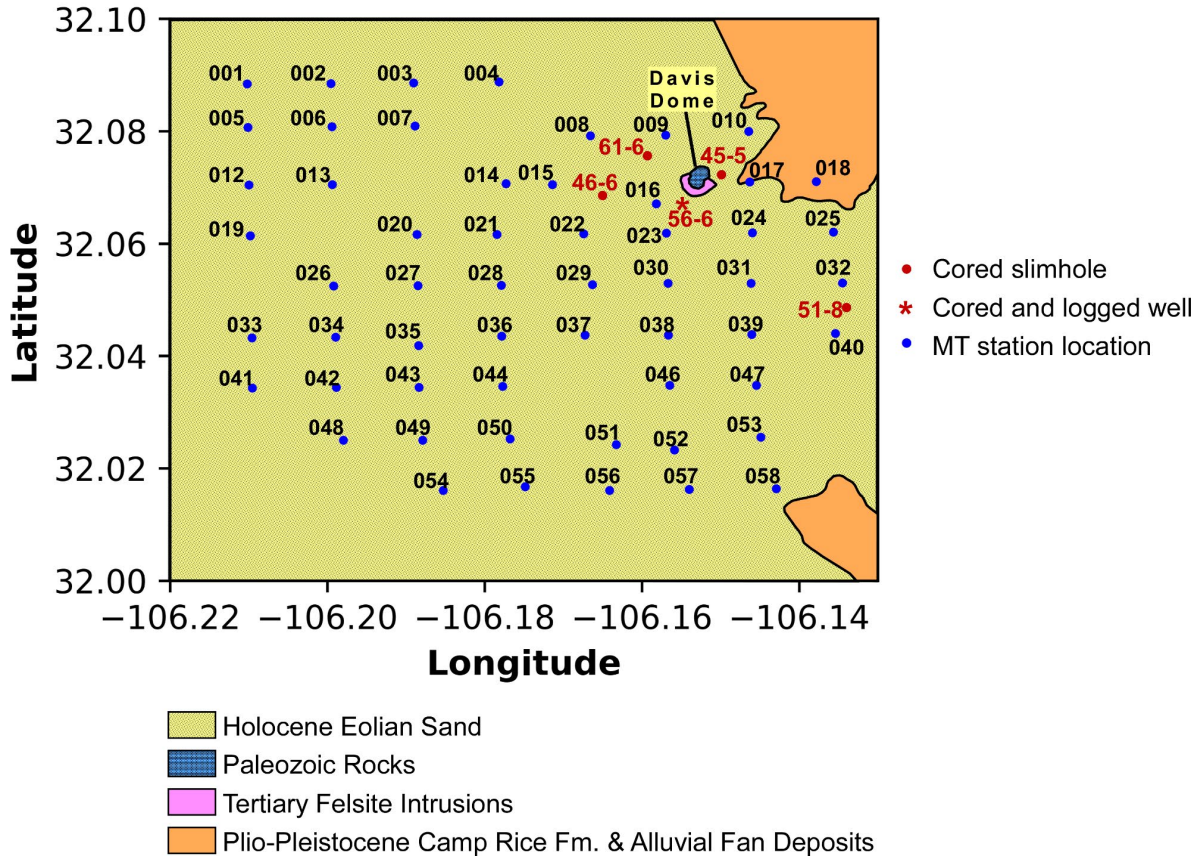 32.10
001 002 003 004
Davis
Dome
32.08
005 006 007 008 009 010
61-6 45-5
012 013 014 015 46-6 016 017 018
56-6
32.06
019 020 021 022 023 024 025
026 027 028 029 030 031 032
51-8
033 034 035 036 037 038 039 040
32.04
041 042 043 044 046 047
048 049 050 051 052 053
32.02
054 055 056 057 058
32.00
−106.22 −106.20 −106.18 −106.16 −106.14
Latitude
Longitude
Cored slimhole
* Cored and logged well
MT station location
Holocene Eolian Sand
Paleozoic Rocks
Tertiary Felsite Intrusions
Plio-Pleistocene Camp Rice Fm. & Alluvial Fan Deposits